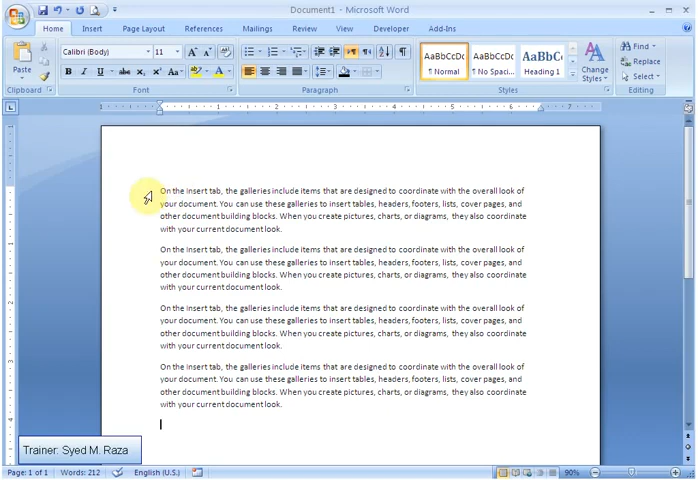 Document1 - Microsoft Word
Home Insert Page Layout References Mailings Review View Developer Add-Ins
Calibri (Body) 11 AaBbCcDc AaBbCcDc AaBbC Find
Paste ¶ Normal ¶ No Spaci... Heading 1 Change Styles Replace
B I U abc x₂ x² Aa Select
Clipboard Font Paragraph Styles Editing
On the Insert tab, the galleries include items that are designed to coordinate with the overall look of
your document. You can use these galleries to insert tables, headers, footers, lists, cover pages, and
other document building blocks. When you create pictures, charts, or diagrams, they also coordinate
with your current document look.
On the Insert tab, the galleries include items that are designed to coordinate with the overall look of
your document. You can use these galleries to insert tables, headers, footers, lists, cover pages, and
other document building blocks. When you create pictures, charts, or diagrams, they also coordinate
with your current document look.
On the Insert tab, the galleries include items that are designed to coordinate with the overall look of
your document. You can use these galleries to insert tables, headers, footers, lists, cover pages, and
other document building blocks. When you create pictures, charts, or diagrams, they also coordinate
with your current document look.
On the Insert tab, the galleries include items that are designed to coordinate with the overall look of
your document. You can use these galleries to insert tables, headers, footers, lists, cover pages, and
other document building blocks. When you create pictures, charts, or diagrams, they also coordinate
with your current document look.
Trainer: Syed M. Raza
Page: 1 of 1 Words: 212 English (U.S.) 90%